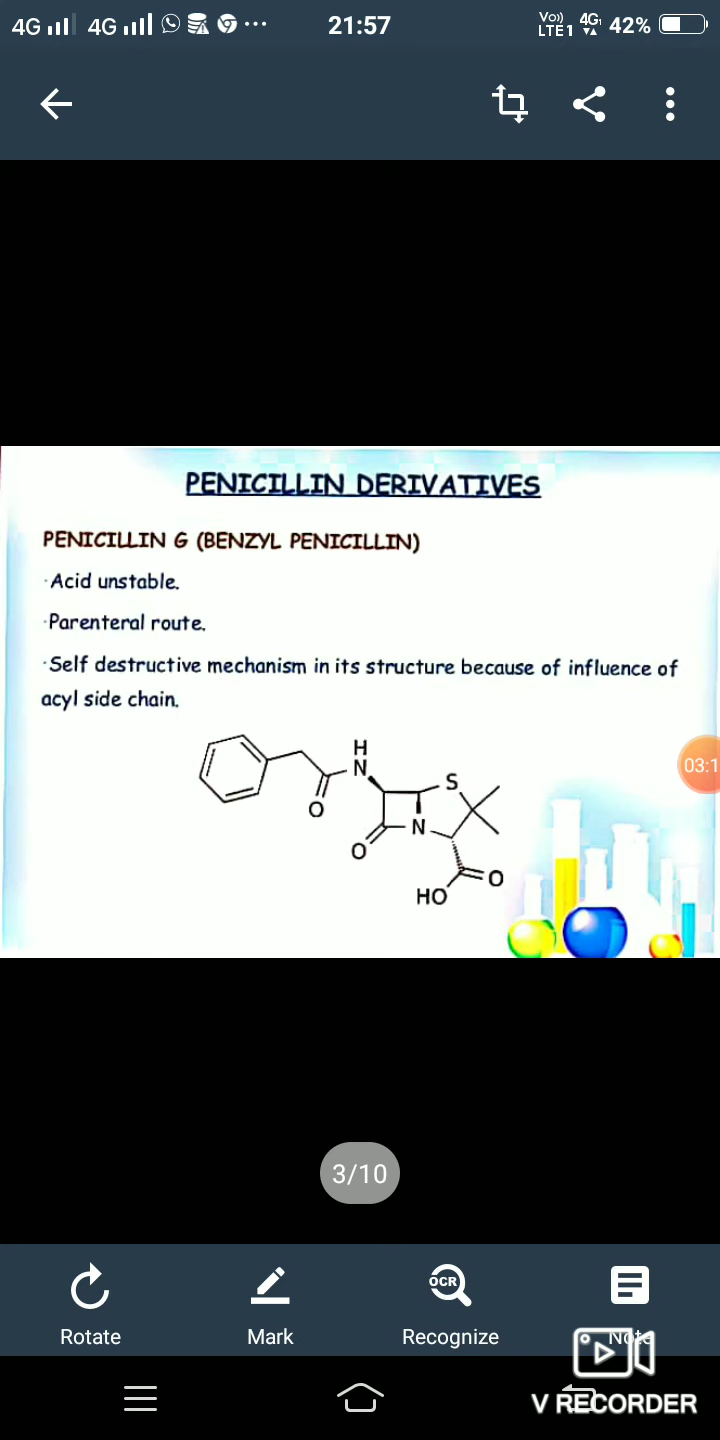 4G 4G 21:57 Vo)) LTE1 4G 42%
PENICILLIN DERIVATIVES
PENICILLIN G (BENZYL PENICILLIN)
·Acid unstable.
·Parenteral route.
·Self destructive mechanism in its structure because of influence of
acyl side chain.
H
N
S
O
N
O
O
HO
03:1
3/10
OCR
Rotate Mark Recognize Note
V RECORDER